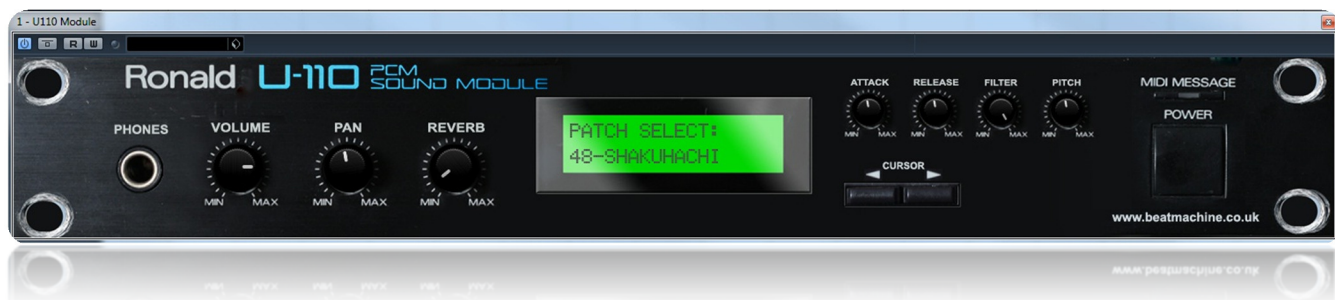 1 - U110 Module
R W
Ronald U-110 PCM SOUND MODULE
PHONES
VOLUME
MIN MAX
PAN
MIN MAX
REVERB
MIN MAX
PATCH SELECT:
48-SHAKUHACHI
ATTACK
MIN MAX
RELEASE
MIN MAX
FILTER
MIN MAX
PITCH
MIN MAX
CURSOR
MIDI MESSAGE
POWER
www.beatmachine.co.uk